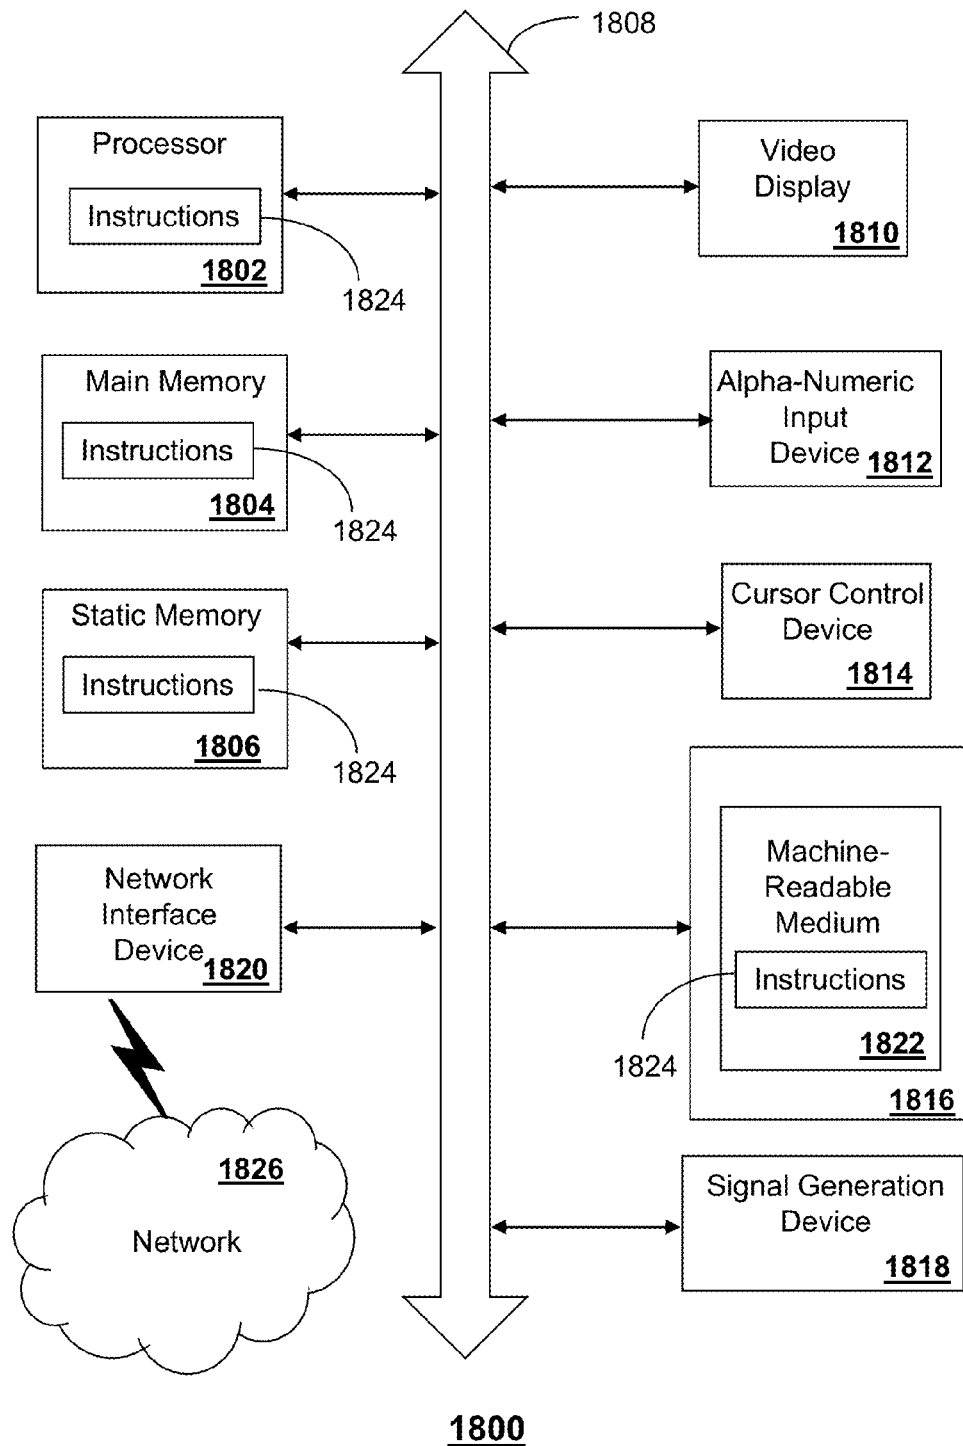 1808
Processor
Instructions
1802
1824
Main Memory
Instructions
1804
1824
Static Memory
Instructions
1806
1824
Network
Interface
Device
1820
1826
Network
Video
Display
1810
Alpha-Numeric
Input
Device
1812
Cursor Control
Device
1814
Machine-
Readable
Medium
Instructions
1822
1824
1816
Signal Generation
Device
1818
1800